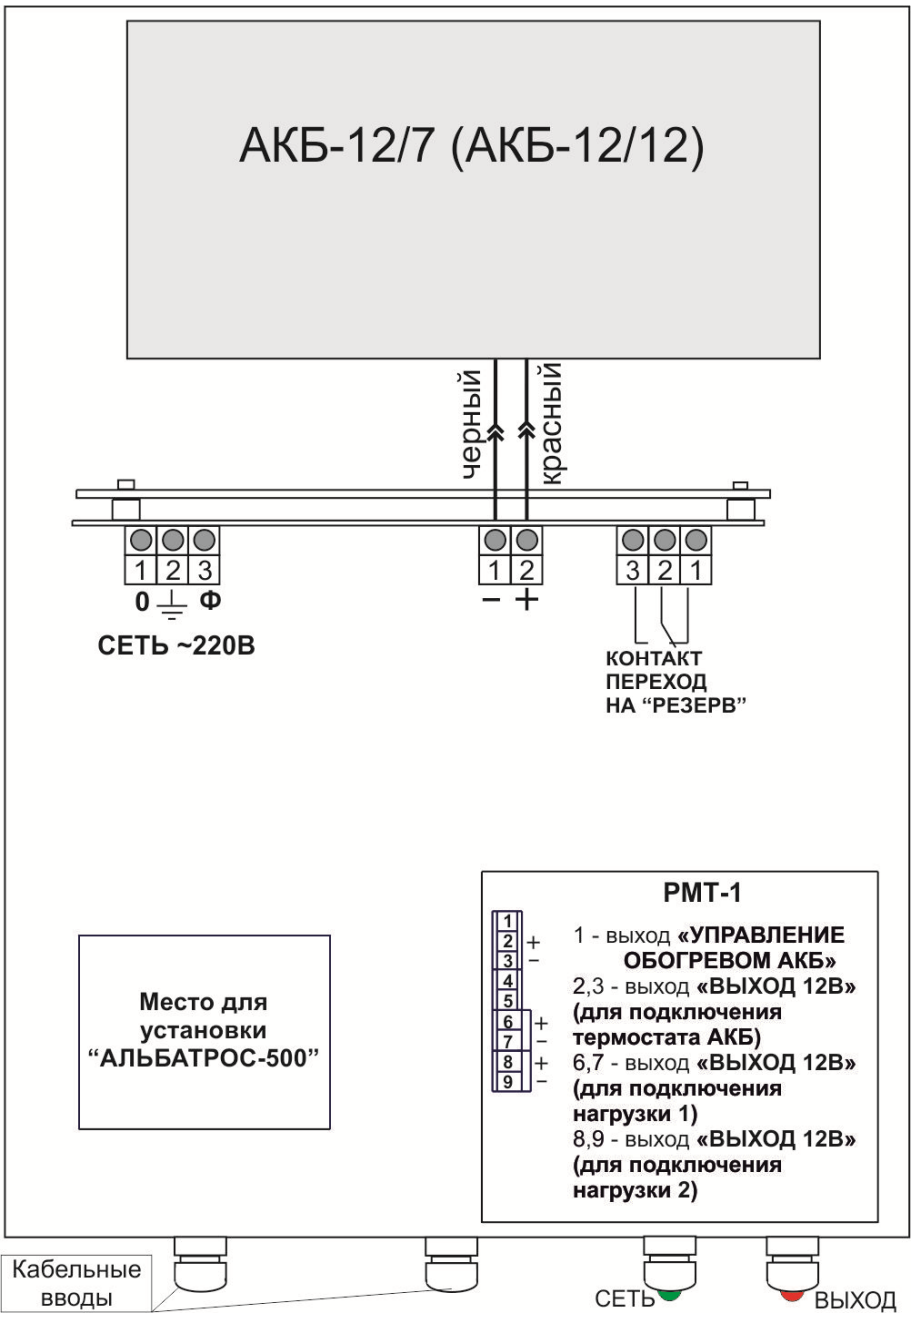 АКБ-12/7 (АКБ-12/12)
черный
красный
1 2 3
0 Ф
СЕТЬ ~220В
1 2
− +
3 2 1
КОНТАКТ
ПЕРЕХОД
НА “РЕЗЕРВ”
Место для
установки
“АЛЬБАТРОС-500”
РМТ-1
1
2 +
3 −
4
5
6 +
7 −
8 +
9 −
1 - выход «УПРАВЛЕНИЕ
ОБОГРЕВОМ АКБ»
2,3 - выход «ВЫХОД 12В»
(для подключения
термостата АКБ)
6,7 - выход «ВЫХОД 12В»
(для подключения
нагрузки 1)
8,9 - выход «ВЫХОД 12В»
(для подключения
нагрузки 2)
Кабельные
вводы
СЕТЬ
ВЫХОД